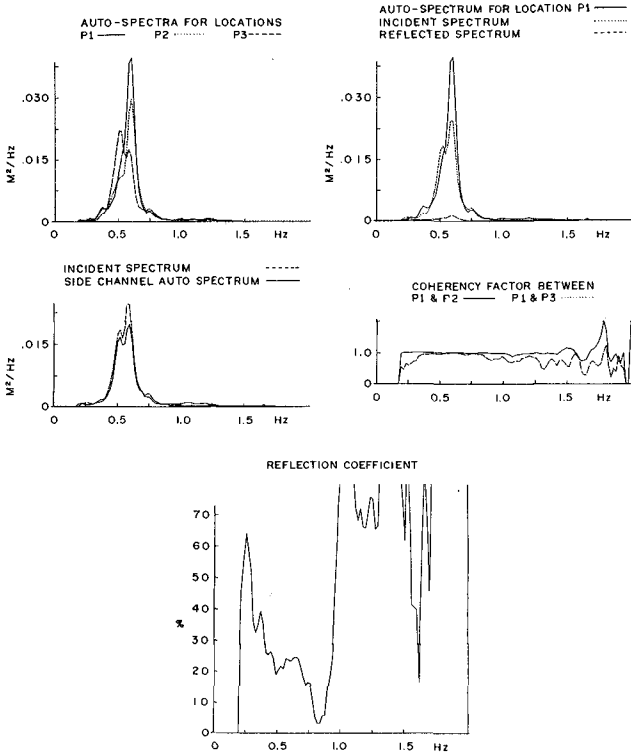 AUTO-SPECTRA FOR LOCATIONS
P1 P2 P3
.030
.015
0
M²/Hz
0 0.5 1.0 1.5 Hz
AUTO-SPECTRUM FOR LOCATION P1
INCIDENT SPECTRUM
REFLECTED SPECTRUM
.030
.015
0
M²/Hz
0 0.5 1.0 1.5 Hz
INCIDENT SPECTRUM
SIDE CHANNEL AUTO SPECTRUM
.015
0
M²/Hz
0 0.5 1.0 1.5 Hz
COHERENCY FACTOR BETWEEN
P1 & P2 P1 & P3
1.0
0
0 0.5 1.0 1.5 Hz
REFLECTION COEFFICIENT
70
60
50
40
30
20
10
0
%
0 0.5 1.0 1.5 Hz